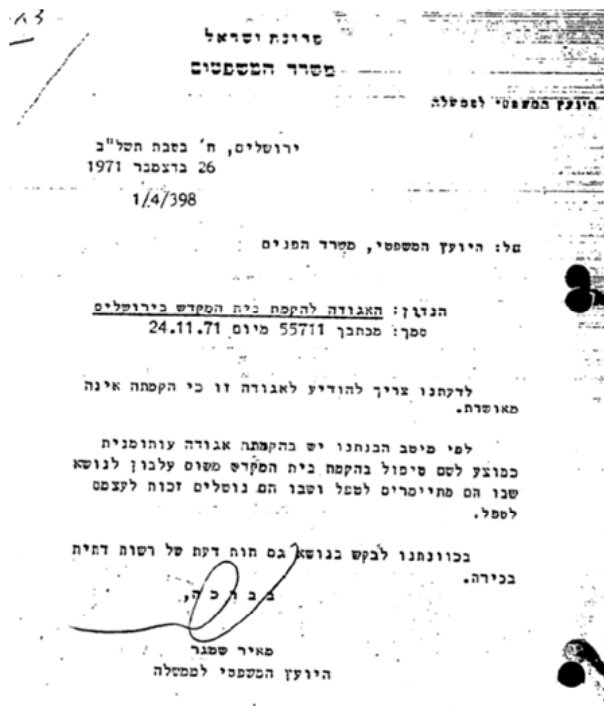 מדינת ישראל
משרד המשפטים
היועץ המשפטי לממשלה
ירושלים, ח' בטבת תשל"ב
26 בדצמבר 1971
1/4/398
אל: היועץ המשפטי, משרד הפנים
הנדון: האגודה להקמת בית המקדש בירושלים
סמך: מכתבך 55711 מיום 24.11.71
לדעתנו צריך להודיע לאגודה זו כי הקמתה אינה
מאושרת.
לפי מיטב הבנתנו יש בהקמתה אגודה עותומנית
כמוצע לשם טיפול בהקמת בית המקדש משום עלבון לנושא
שבו הם מתיימרים לטפל ושבו הם נוטלים זכות לעצמם
לטפל.
בכוונתנו לבקש בנושא גם חוות דעת של רשות דתית
בכירה.
בברכה,
מאיר שמגר
היועץ המשפטי לממשלה